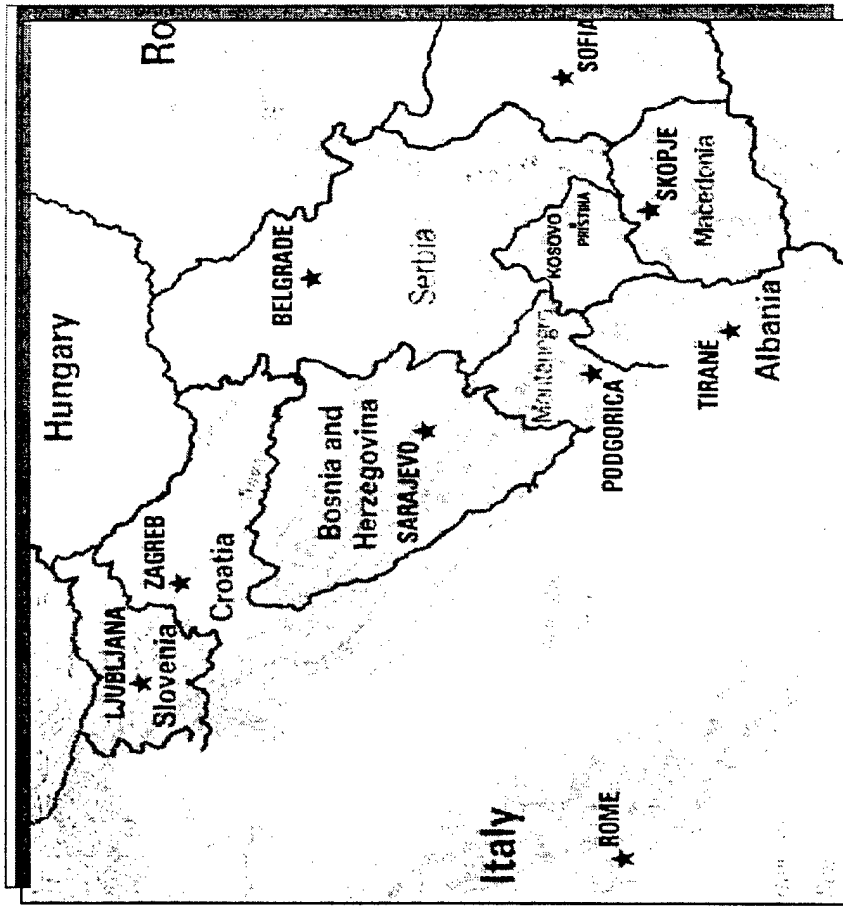 Hungary
Ro
LJUBLJANA
Slovenia
ZAGREB
Croatia
BELGRADE
Bosnia and
Herzegovina
SARAJEVO
Serbia
Montenegro
PODGORICA
KOSOVO
PRIŠTINA
SOFIA
SKOPJE
Macedonia
TIRANË
Albania
Italy
ROME